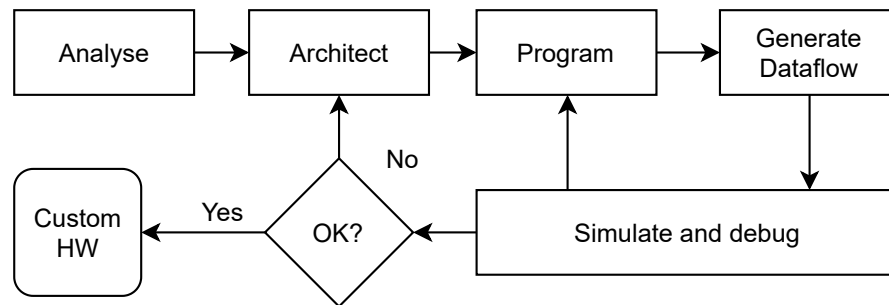 Analyse
Architect
Program
Generate
Dataflow
No
Yes
Custom
HW
OK?
Simulate and debug